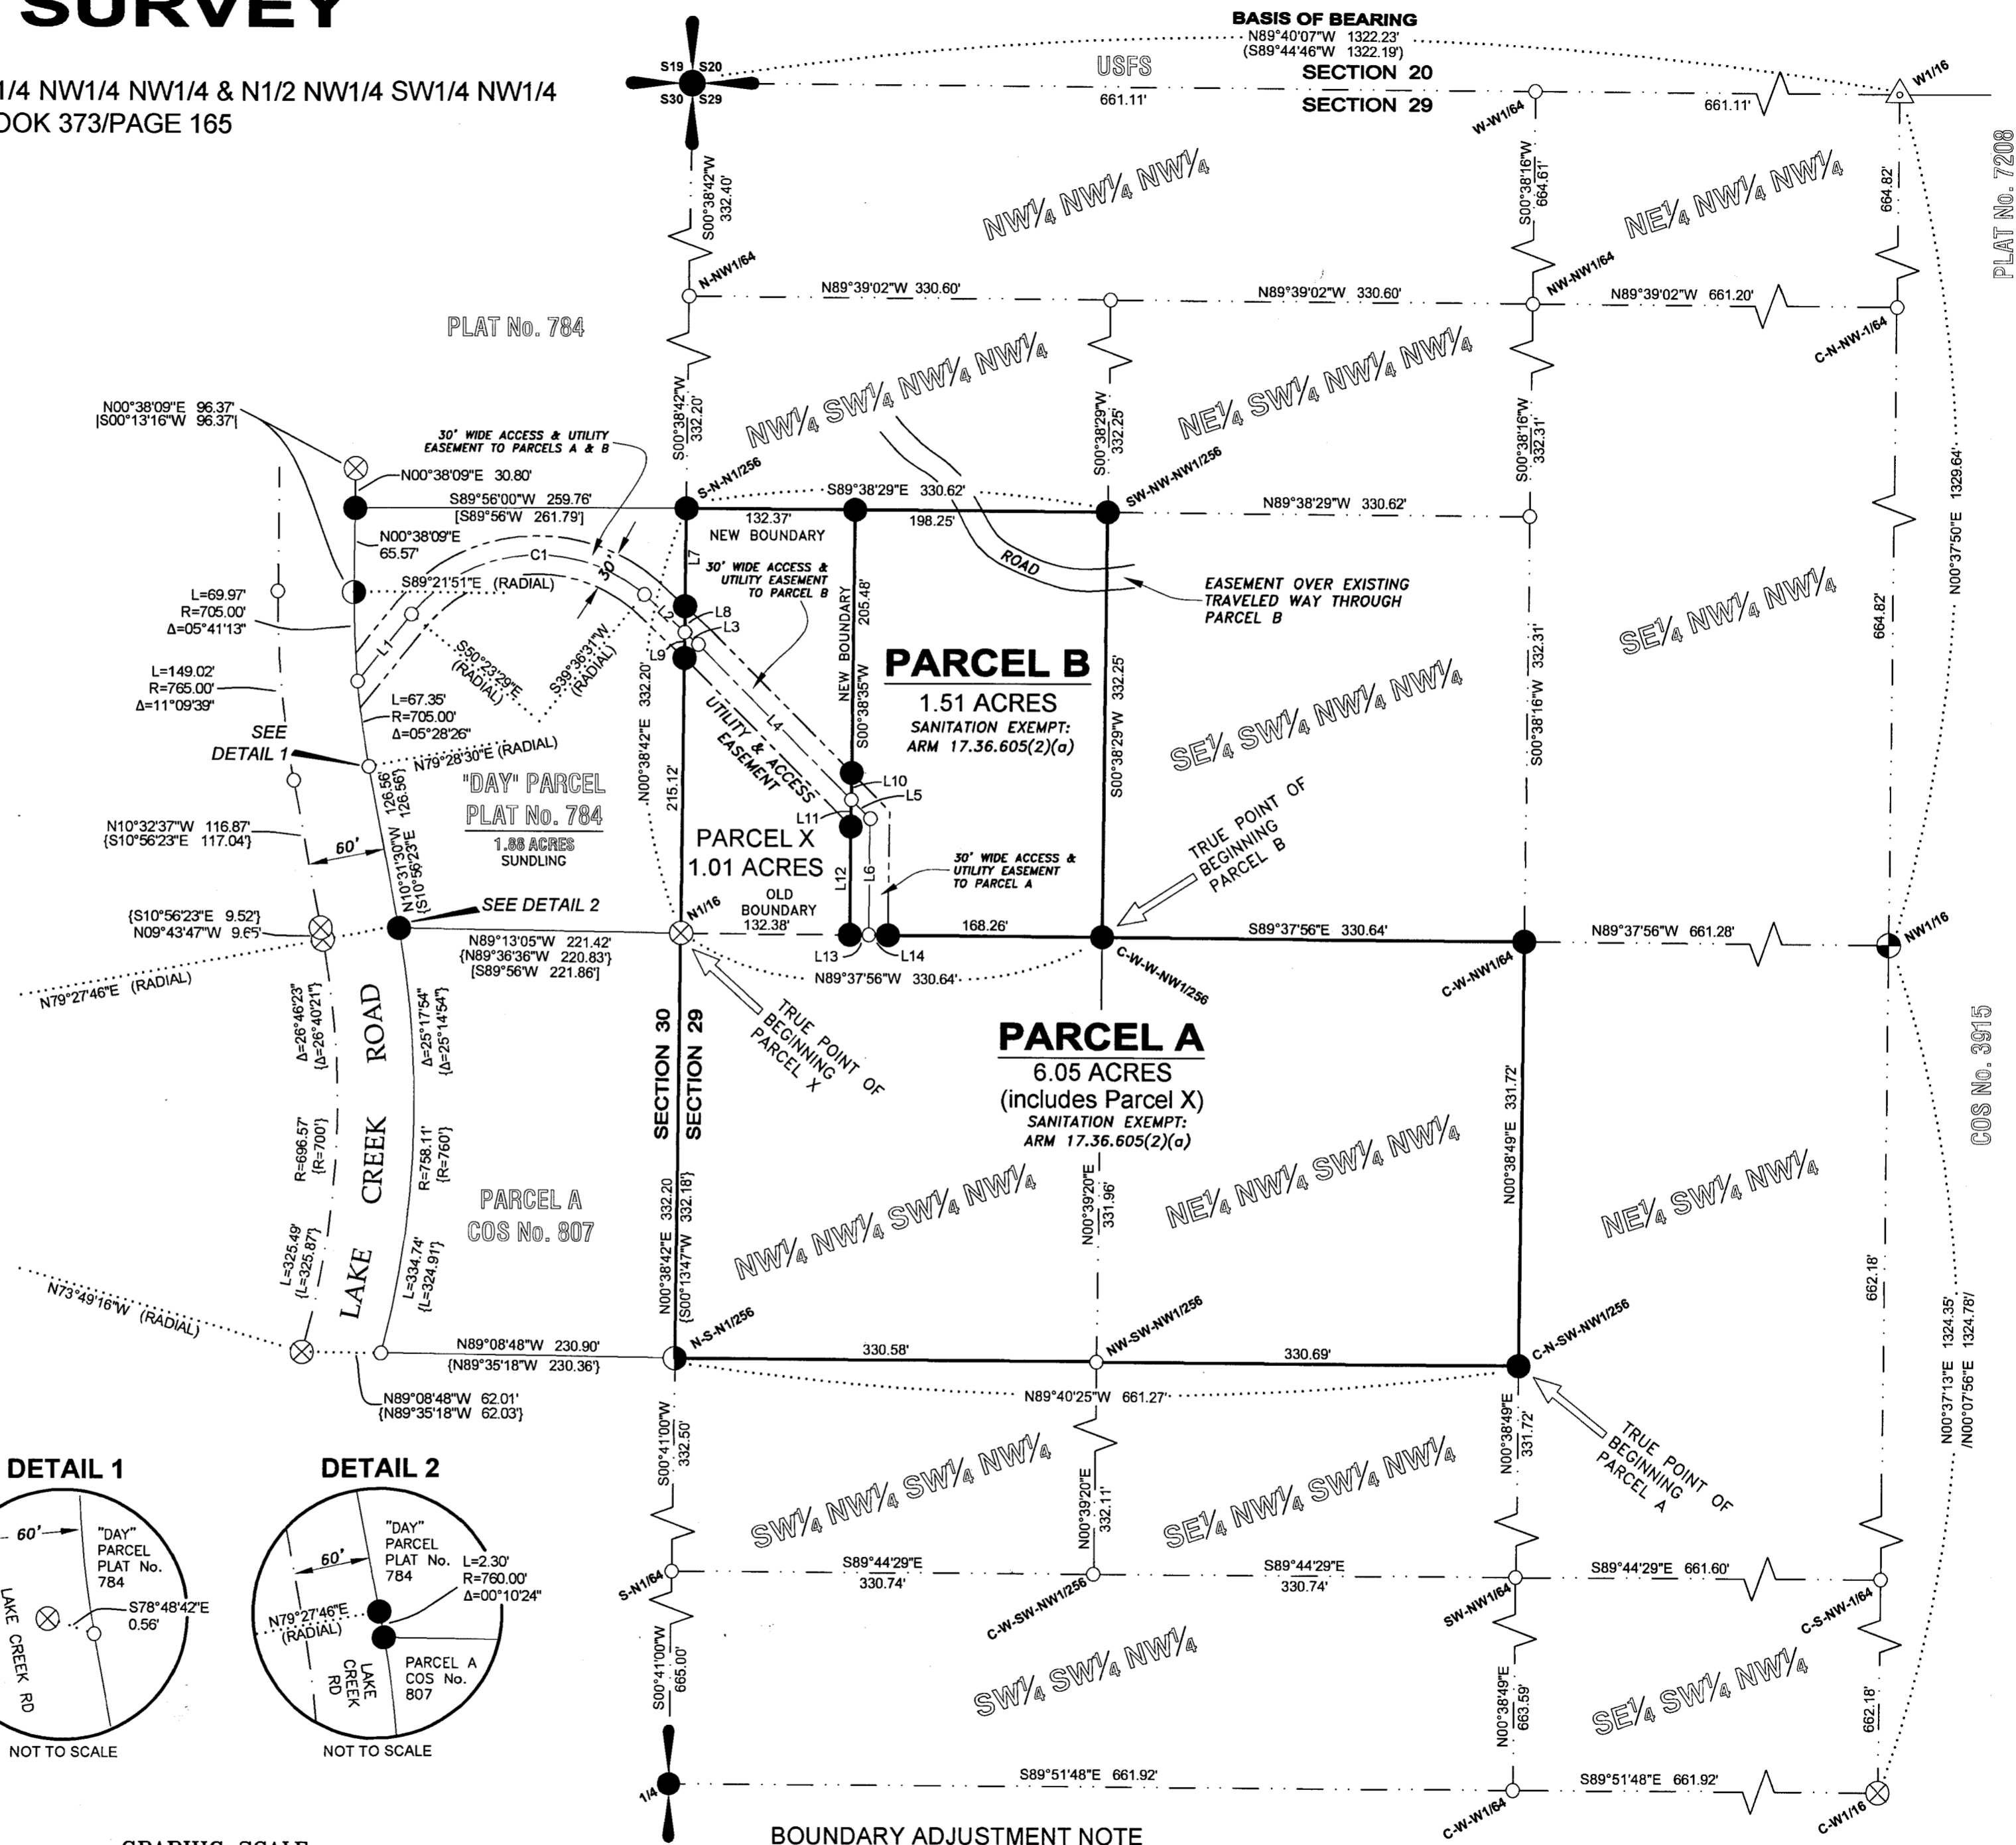 SURVEY
1/4 NW1/4 NW1/4 & N1/2 NW1/4 SW1/4 NW1/4
OOK 373/PAGE 165
BASIS OF BEARING
N89°40'07"W 1322.23'
(S89°44'46"W 1322.19')
S19
S20
S30
S29
USFS
SECTION 20
SECTION 29
661.11'
661.11'
W-W1/64
W1/16
PLAT No. 7208
S00°38'42"W
332.40'
NW1/4 NW1/4 NW1/4
S00°38'16"W
664.61'
NE1/4 NW1/4 NW1/4
664.82'
N-NW1/64
N89°39'02"W 330.60'
N89°39'02"W 330.60'
NW-NW1/64
N89°39'02"W 661.20'
C-N-NW-1/64
PLAT No. 784
S00°38'42"W
332.20'
NW1/4 SW1/4 NW1/4 NW1/4
S00°38'29"W
332.25'
NE1/4 SW1/4 NW1/4 NW1/4
S00°38'16"W
332.31'
N00°37'50"E 1329.64'
N00°38'09"E 96.37'
|S00°13'16"W 96.37'|
30' WIDE ACCESS & UTILITY
EASEMENT TO PARCELS A & B
N00°38'09"E 30.80'
S89°56'00"W 259.76'
[S89°56'W 261.79']
S-N-N1/256
S89°38'29"E 330.62'
SW-NW-NW1/256
N89°38'29"W 330.62'
132.37'
198.25'
NEW BOUNDARY
N00°38'09"E
65.57'
C1
30'
L7
30' WIDE ACCESS &
UTILITY EASEMENT
TO PARCEL B
ROAD
S89°21'51"E (RADIAL)
EASEMENT OVER EXISTING
TRAVELED WAY THROUGH
PARCEL B
SE1/4 NW1/4 NW1/4
664.82'
L=69.97'
R=705.00'
Δ=05°41'13"
L1
L2
L8
L3
L9
S50°23'29"E
(RADIAL)
S39°36'31"W
(RADIAL)
NEW BOUNDARY
S00°38'35"W 205.48'
PARCEL B
1.51 ACRES
SANITATION EXEMPT:
ARM 17.36.605(2)(a)
S00°38'29"W 332.25'
SE1/4 SW1/4 NW1/4 NW1/4
S00°38'16"W 332.31'
L=149.02'
R=765.00'
Δ=11°09'39"
L=67.35'
R=705.00'
Δ=05°28'26"
SEE
DETAIL 1
N79°28'30"E (RADIAL)
L4
UTILITY & ACCESS
EASEMENT
N00°38'42"E 332.20'
215.12'
"DAY" PARCEL
PLAT No. 784
1.88 ACRES
SUNDLING
N10°31'30"W 126.56'
{S10°56'23"E 126.56'}
L10
L5
L11
L12
L6
N10°32'37"W 116.87'
{S10°56'23"E 117.04'}
60'
PARCEL X
1.01 ACRES
OLD
BOUNDARY
132.38'
30' WIDE ACCESS &
UTILITY EASEMENT
TO PARCEL A
TRUE POINT OF
BEGINNING
PARCEL B
{S10°56'23"E 9.52'}
N09°43'47"W 9.65'
SEE DETAIL 2
N1/16
168.26'
S89°37'56"E 330.64'
N89°37'56"W 661.28'
NW1/16
N89°13'05"W 221.42'
{N89°36'36"W 220.83'}
[S89°56'W 221.86']
L13
L14
N89°37'56"W 330.64'
C-W-W-NW1/256
C-W-NW1/64
N79°27'46"E (RADIAL)
Δ=26°46'23"
{Δ=26°40'21"}
R=696.57'
{R=700'}
L=325.49'
{L=325.87'}
LAKE CREEK ROAD
Δ=25°17'54"
{Δ=25°14'54"}
R=758.11'
{R=760'}
L=334.74'
{L=324.91'}
SECTION 30
SECTION 29
TRUE POINT OF
BEGINNING
PARCEL X
PARCEL A
6.05 ACRES
(includes Parcel X)
SANITATION EXEMPT:
ARM 17.36.605(2)(a)
COS No. 3915
PARCEL A
COS No. 807
N00°38'42"E 332.20
{S00°13'47"W 332.18'}
NW1/4 NW1/4 SW1/4 NW1/4
N00°39'20"E
331.96'
NE1/4 NW1/4 SW1/4 NW1/4
N00°38'49"E 331.72'
NE1/4 SW1/4 NW1/4
662.18'
N00°37'13"E 1324.35'
/N00°07'56"E 1324.78'/
N73°49'16"W (RADIAL)
N89°08'48"W 230.90'
{N89°35'18"W 230.36'}
N-S-N1/256
330.58'
NW-SW-NW1/256
330.69'
C-N-SW-NW1/256
N89°08'48"W 62.01'
{N89°35'18"W 62.03'}
N89°40'25"W 661.27'
S00°41'00"W
332.50'
SW1/4 NW1/4 SW1/4 NW1/4
N00°39'20"E
332.11'
SE1/4 NW1/4 SW1/4 NW1/4
N00°38'49"E
331.72'
TRUE POINT OF
BEGINNING
PARCEL A
DETAIL 1
60'
"DAY"
PARCEL
PLAT No.
784
S78°48'42"E
0.56'
LAKE CREEK RD
NOT TO SCALE
DETAIL 2
"DAY"
PARCEL
PLAT No.
784
60'
L=2.30'
R=760.00'
Δ=00°10'24"
N79°27'46"E
(RADIAL)
LAKE
CREEK
RD
PARCEL A
COS No.
807
NOT TO SCALE
S-N1/64
S89°44'29"E
330.74'
C-W-SW-NW1/256
S89°44'29"E
330.74'
SW-NW1/64
S89°44'29"E 661.60'
C-S-NW-1/64
S00°41'00"W
665.00'
SW1/4 SW1/4 NW1/4
N00°38'49"E
663.59'
SE1/4 SW1/4 NW1/4
662.18'
1/4
S89°51'48"E 661.92'
C-W-W1/64
S89°51'48"E 661.92'
C-W1/16
GRAPHIC SCALE
BOUNDARY ADJUSTMENT NOTE